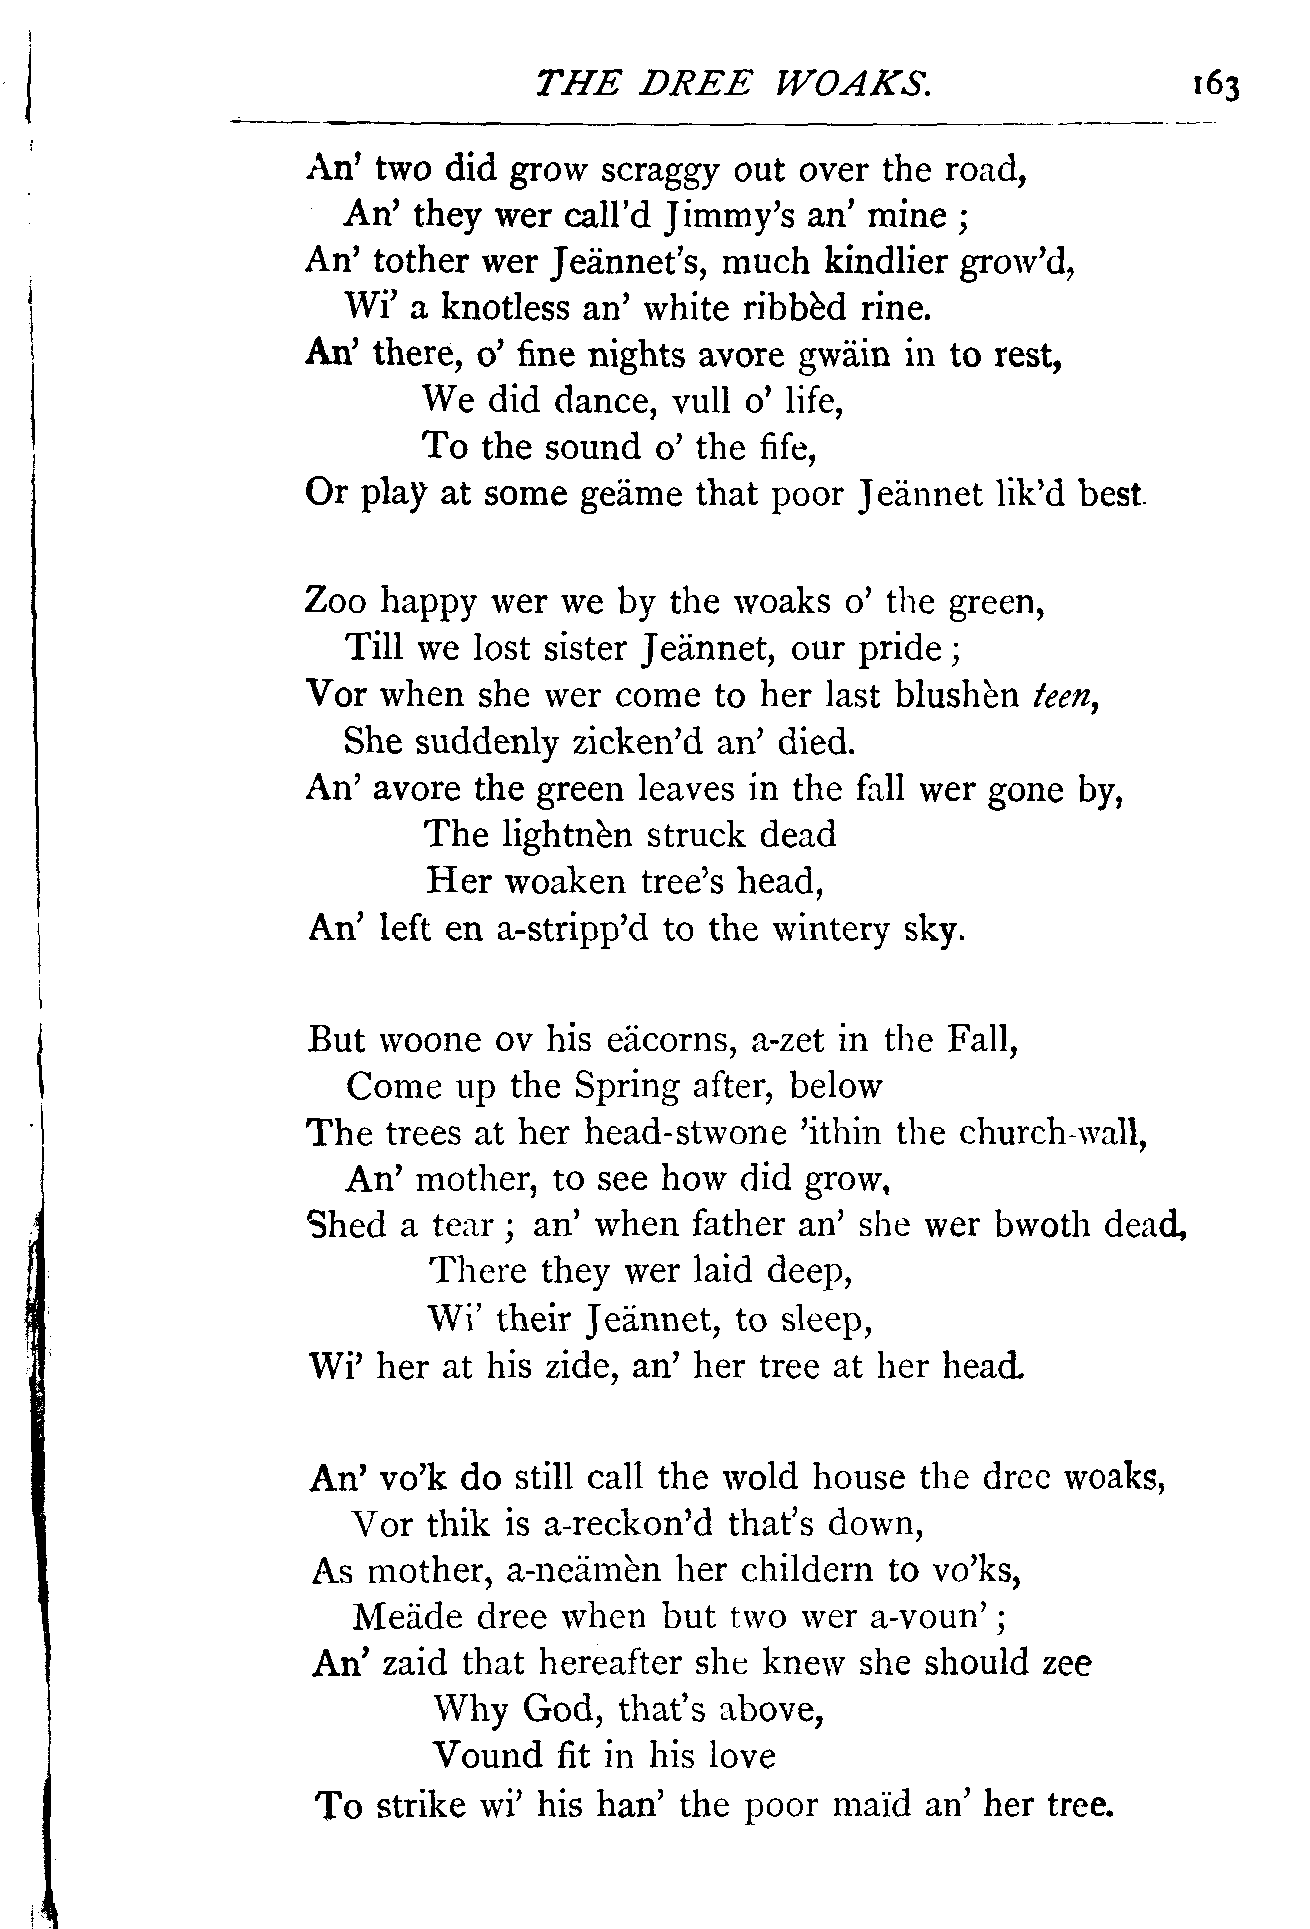 THE DREE WOAKS. 163
An' two did grow scraggy out over the road,
An' they wer call'd Jimmy's an' mine ;
An' tother wer Jeännet's, much kindlier grow'd,
Wi' a knotless an' white ribbèd rine.
An' there, o' fine nights avore gwäin in to rest,
We did dance, vull o' life,
To the sound o' the fife,
Or play at some geäme that poor Jeännet lik'd best.
Zoo happy wer we by the woaks o' the green,
Till we lost sister Jeännet, our pride ;
Vor when she wer come to her last blushèn teen,
She suddenly zicken'd an' died.
An' avore the green leaves in the fall wer gone by,
The lightnèn struck dead
Her woaken tree's head,
An' left en a-stripp'd to the wintery sky.
But woone ov his eäcorns, a-zet in the Fall,
Come up the Spring after, below
The trees at her head-stwone 'ithin the church-wall,
An' mother, to see how did grow,
Shed a tear ; an' when father an' she wer bwoth dead,
There they wer laid deep,
Wi' their Jeännet, to sleep,
Wi' her at his zide, an' her tree at her head.
An' vo'k do still call the wold house the dree woaks,
Vor thik is a-reckon'd that's down,
As mother, a-neämèn her childern to vo'ks,
Meäde dree when but two wer a-voun' ;
An' zaid that hereafter she knew she should zee
Why God, that's above,
Vound fit in his love
To strike wi' his han' the poor maïd an' her tree.